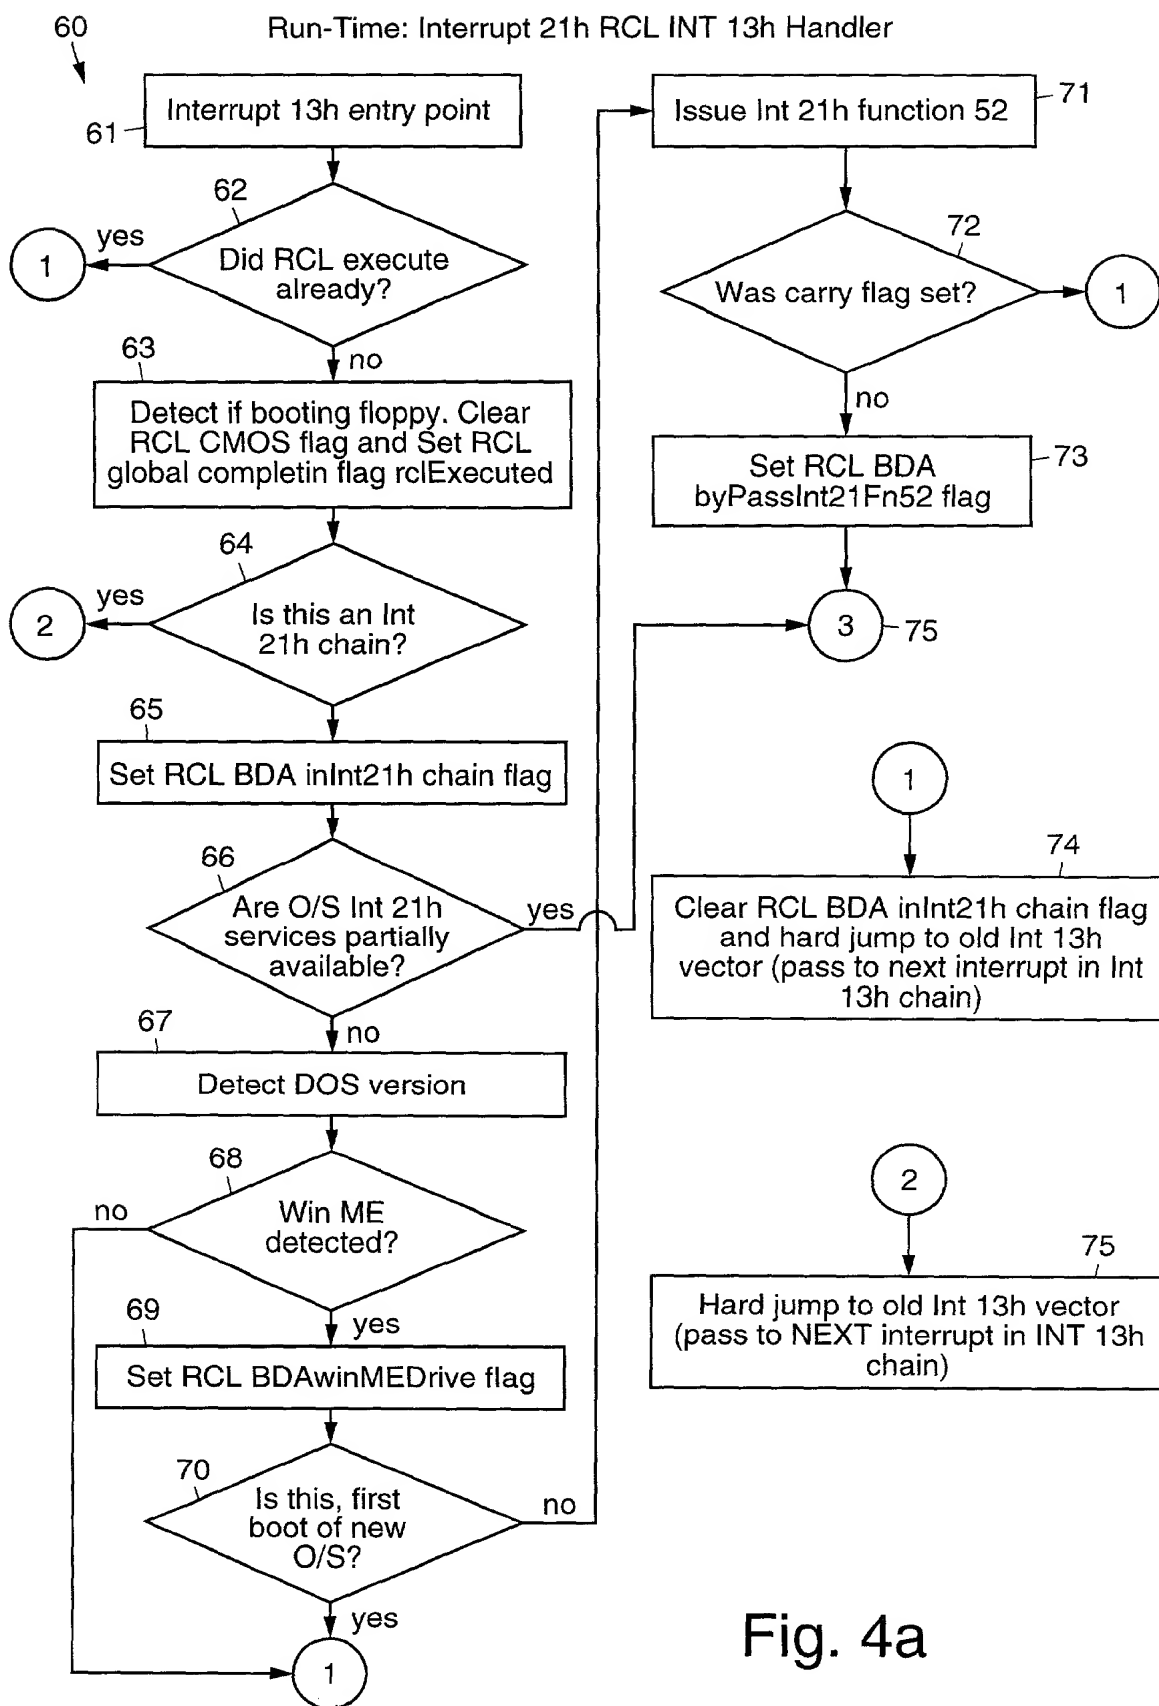 Run-Time: Interrupt 21h RCL INT 13h Handler
60
Interrupt 13h entry point
61
62
Did RCL execute
already?
yes
1
no
63
Detect if booting floppy. Clear
RCL CMOS flag and Set RCL
global completin flag rclExecuted
64
Is this an Int
21h chain?
yes
2
65
Set RCL BDA inInt21h chain flag
66
Are O/S Int 21h
services partially
available?
yes
no
67
Detect DOS version
68
Win ME
detected?
no
yes
69
Set RCL BDAwinMEDrive flag
70
Is this, first
boot of new
O/S?
no
yes
1
Issue Int 21h function 52
71
72
Was carry flag set?
1
no
Set RCL BDA
byPassInt21Fn52 flag
73
3
75
1
74
Clear RCL BDA inInt21h chain flag
and hard jump to old Int 13h
vector (pass to next interrupt in Int
13h chain)
2
75
Hard jump to old Int 13h vector
(pass to NEXT interrupt in INT 13h
chain)
Fig. 4a